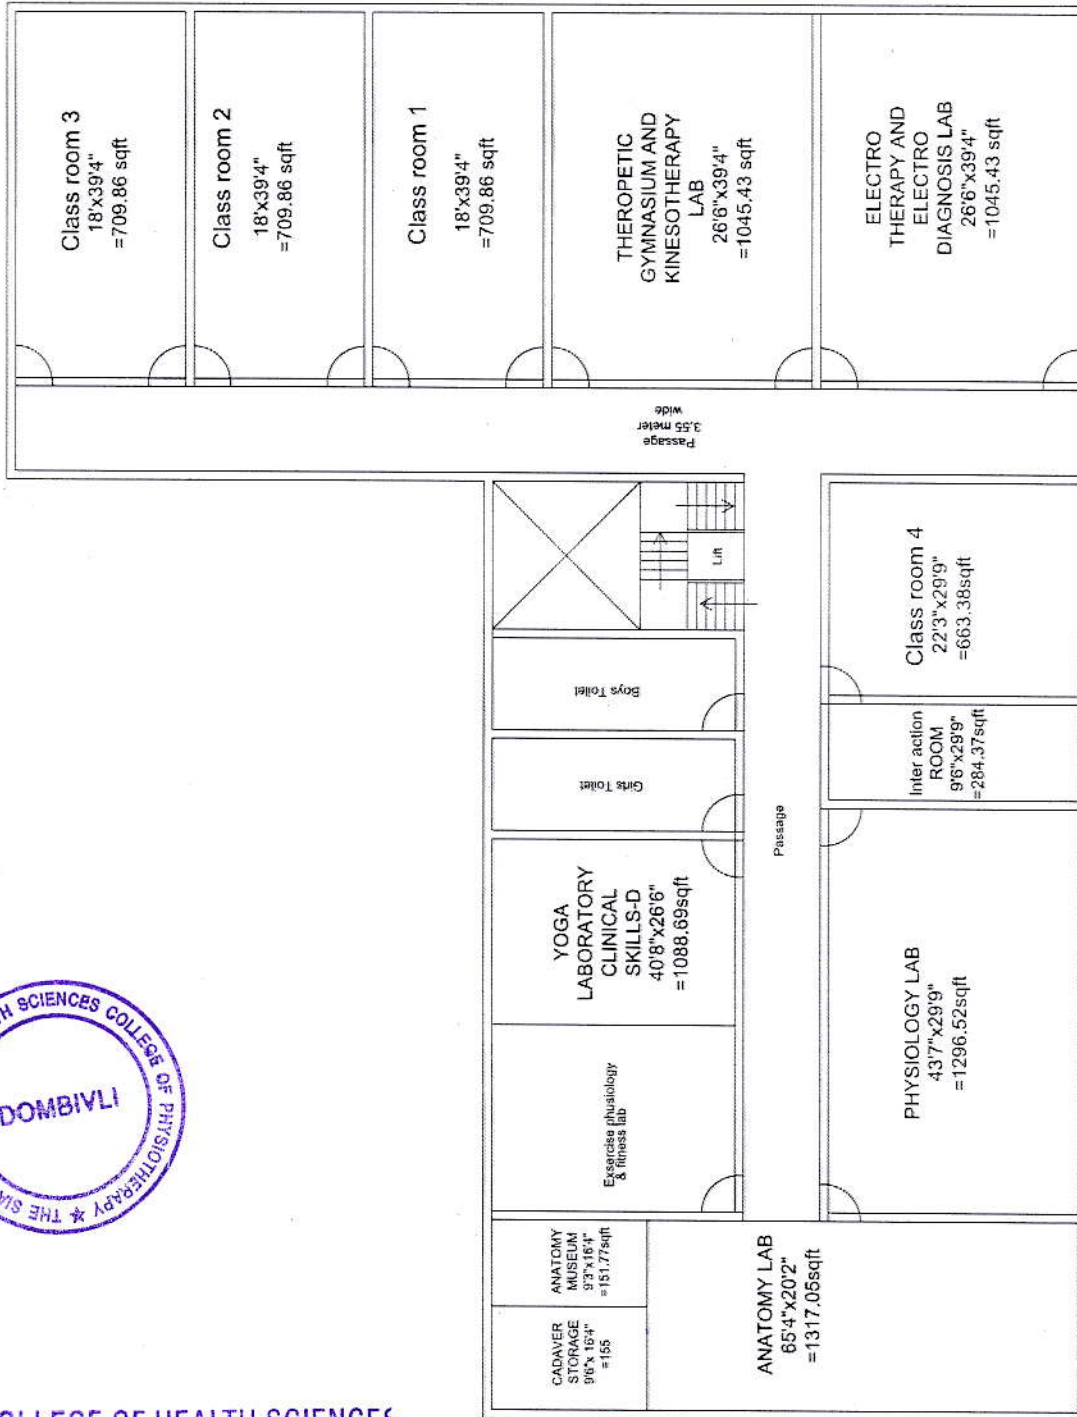 Class room 3
18'x39'4"
=709.86 sqft
Class room 2
18'x39'4"
=709.86 sqft
Class room 1
18'x39'4"
=709.86 sqft
THEROPETIC
GYMNASIUM AND
KINESOTHERAPY
LAB
26'6"x39'4"
=1045.43 sqft
ELECTRO
THERAPY AND
ELECTRO
DIAGNOSIS LAB
26'6"x39'4"
=1045.43 sqft
Passage
3.55 meter
wide
Lift
Boys Toilet
Girls Toilet
Passage
Class room 4
22'3"x29'9"
=663.38sqft
Inter action
ROOM
9'6"x29'9"
=284.37sqft
YOGA
LABORATORY
CLINICAL
SKILLS-D
40'8"x26'6"
=1088.69sqft
Exsercise phusiology
& fitness lab
PHYSIOLOGY LAB
43'7"x29'9"
=1296.52sqft
ANATOMY
MUSEUM
9'3"x16'4"
=151.77sqft
CADAVER
STORAGE
9'6"x 16'4"
=155
ANATOMY LAB
65'4"x20'2"
=1317.05sqft
SCIENCES COLLEGE OF PHYSIOTHERAPY ★ THE
DOMBIVLI
COLLEGE OF HEALTH SCIENCES